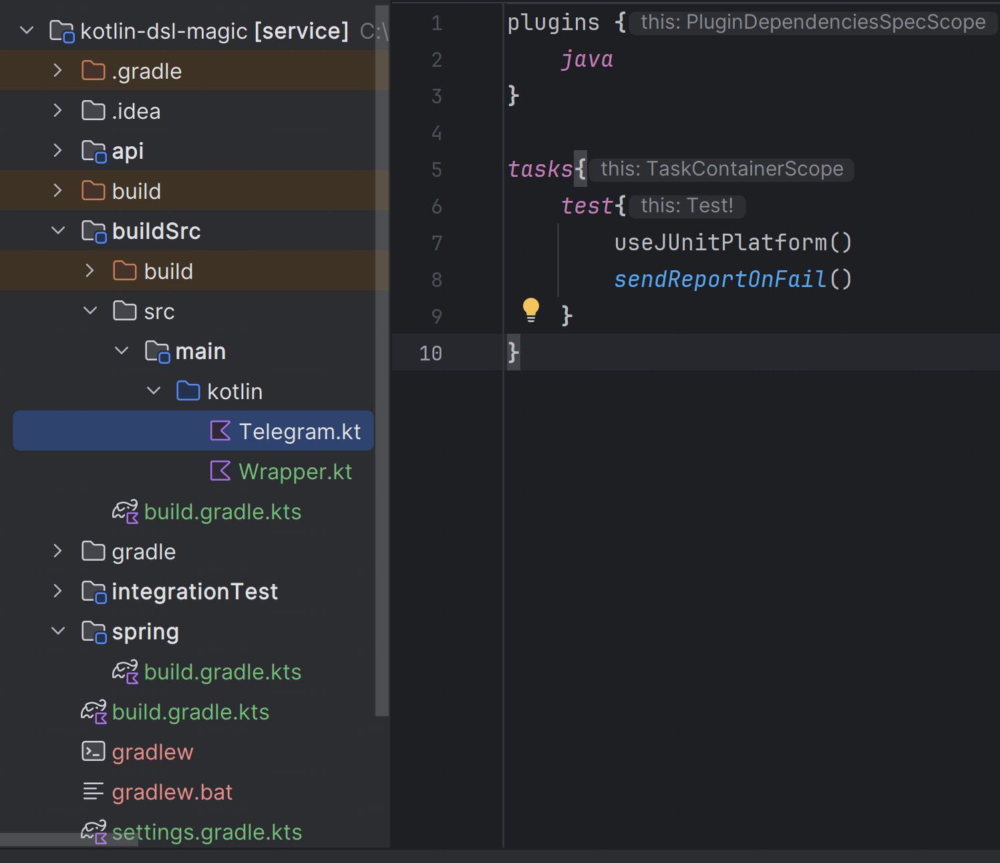 kotlin-dsl-magic [service] C:\
.gradle
.idea
api
build
buildSrc
build
src
main
kotlin
Telegram.kt
Wrapper.kt
build.gradle.kts
gradle
integrationTest
spring
build.gradle.kts
build.gradle.kts
gradlew
gradlew.bat
settings.gradle.kts
1 plugins { this: PluginDependenciesSpecScope
2 java
3 }
4
5 tasks{ this: TaskContainerScope
6 test{ this: Test!
7 useJUnitPlatform()
8 sendReportOnFail()
9 }
10 }